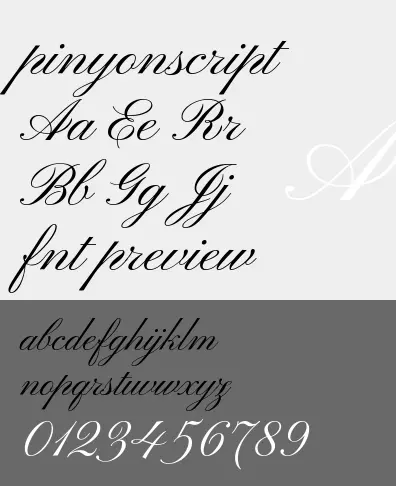 pinyonscript
Aa Ee Rr
A
Bb Gg Jj
fnt preview
abcdefghijklm
nopqrstuvwxyz
0123456789